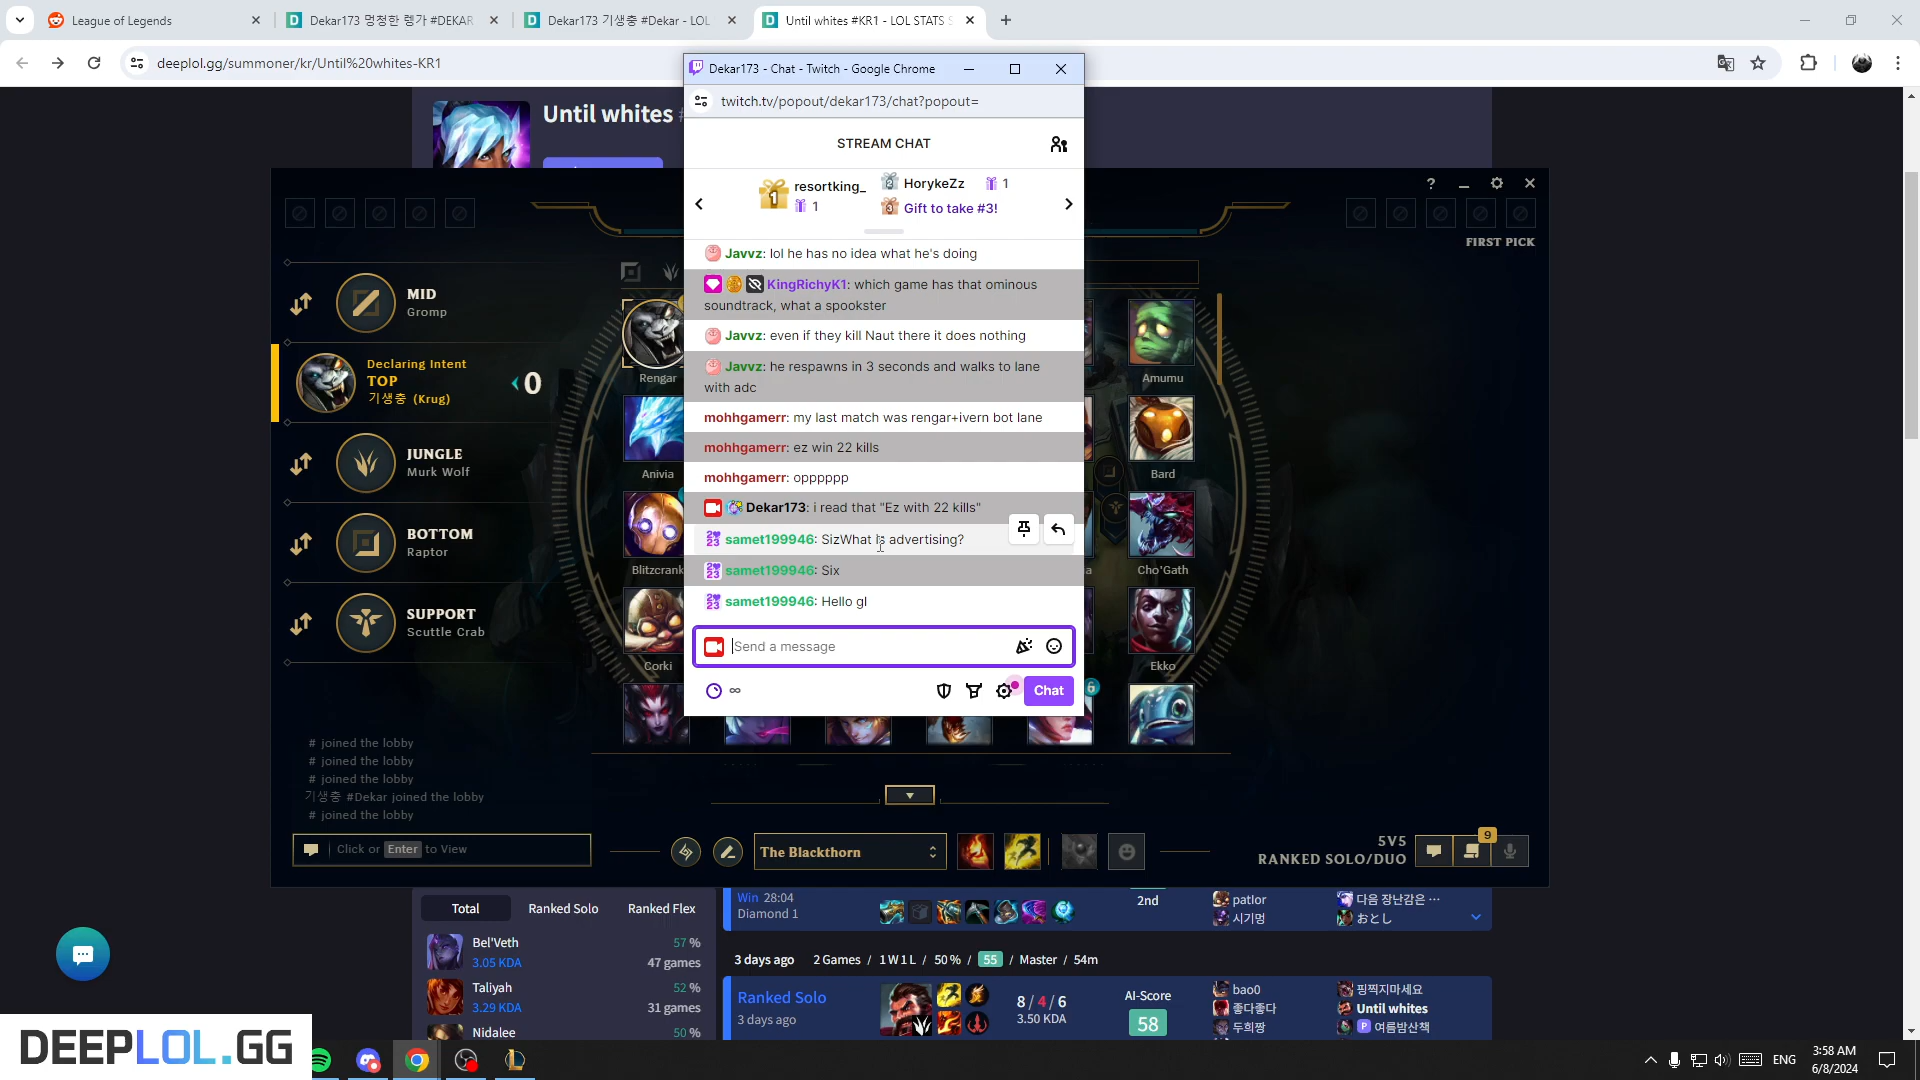 League of Legends
Dekar173 멍청한 렝가 #DEKAR
Dekar173 기생충 #Dekar - LOL
Until whites #KR1 - LOL STATS S
deeplol.gg/summoner/kr/Until%20whites-KR1
Dekar173 - Chat - Twitch - Google Chrome
twitch.tv/popout/dekar173/chat?popout=
Until whites #
STREAM CHAT
1 resortking_
1
2 HorykeZz 1
3 Gift to take #3!
Javvz: lol he has no idea what he's doing
KingRichyK1: which game has that ominous
soundtrack, what a spookster
Javvz: even if they kill Naut there it does nothing
Javvz: he respawns in 3 seconds and walks to lane
with adc
mohhgamerr: my last match was rengar+ivern bot lane
mohhgamerr: ez win 22 kills
mohhgamerr: opppppp
Dekar173: i read that "Ez with 22 kills"
samet199946: SizWhat is advertising?
samet199946: Six
samet199946: Hello gl
Send a message
∞
Chat
?
FIRST PICK
MID
Gromp
Declaring Intent
TOP
기생충 (Krug)
0
JUNGLE
Murk Wolf
BOTTOM
Raptor
SUPPORT
Scuttle Crab
Rengar
Amumu
Anivia
Bard
Blitzcrank
a
Cho'Gath
Corki
Ekko
# joined the lobby
# joined the lobby
# joined the lobby
기생충 #Dekar joined the lobby
# joined the lobby
Click or Enter to View
The Blackthorn
5V5
RANKED SOLO/DUO
9
Total
Ranked Solo
Ranked Flex
Bel'Veth
57 %
3.05 KDA
47 games
Taliyah
52 %
3.29 KDA
31 games
Nidalee
50 %
Win 28:04
Diamond 1
2nd
patlor
시기멍
다음 장난감은 ...
おとし
3 days ago 2 Games / 1 W 1 L / 50 % / 55 / Master / 54m
Ranked Solo
3 days ago
8 / 4 / 6
3.50 KDA
AI-Score
58
bao0
좋다좋다
두희짱
핑찍지마세요
Until whites
P 여름밤산책
DEEPLOL.GG
ENG
3:58 AM
6/8/2024